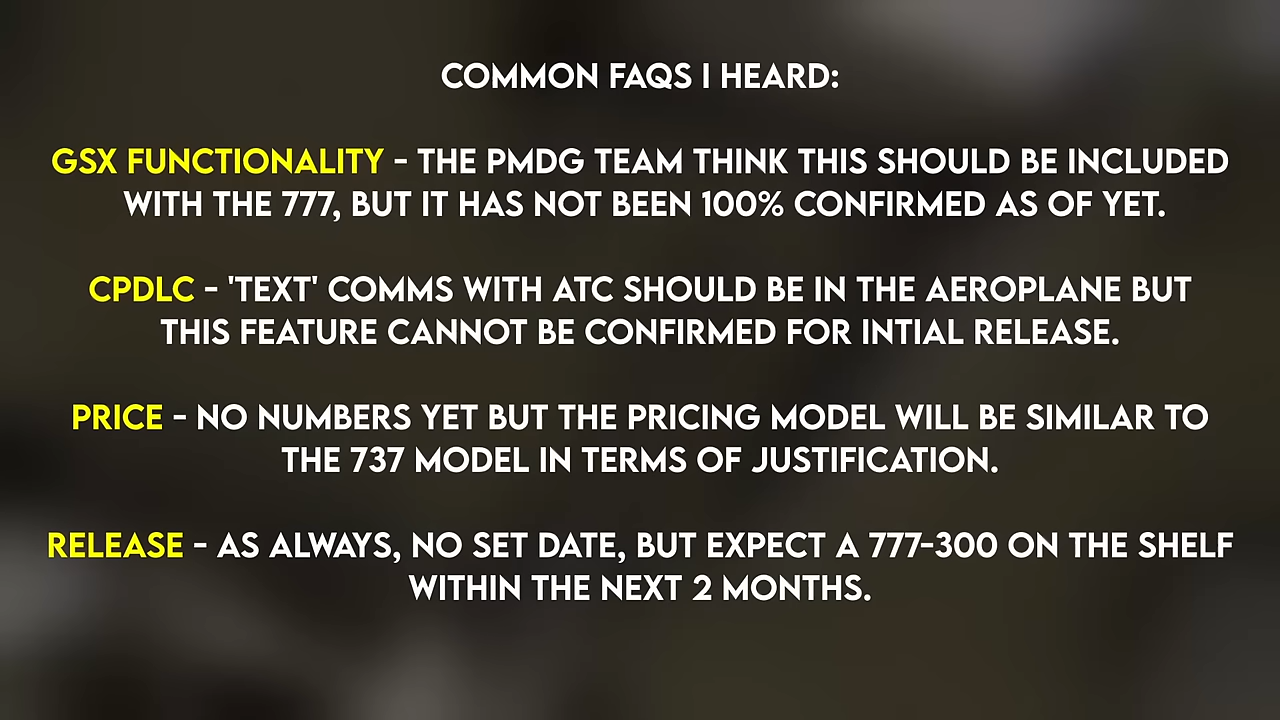 COMMON FAQS I HEARD:
GSX FUNCTIONALITY - THE PMDG TEAM THINK THIS SHOULD BE INCLUDED
WITH THE 777, BUT IT HAS NOT BEEN 100% CONFIRMED AS OF YET.
CPDLC - 'TEXT' COMMS WITH ATC SHOULD BE IN THE AEROPLANE BUT
THIS FEATURE CANNOT BE CONFIRMED FOR INTIAL RELEASE.
PRICE - NO NUMBERS YET BUT THE PRICING MODEL WILL BE SIMILAR TO
THE 737 MODEL IN TERMS OF JUSTIFICATION.
RELEASE - AS ALWAYS, NO SET DATE, BUT EXPECT A 777-300 ON THE SHELF
WITHIN THE NEXT 2 MONTHS.